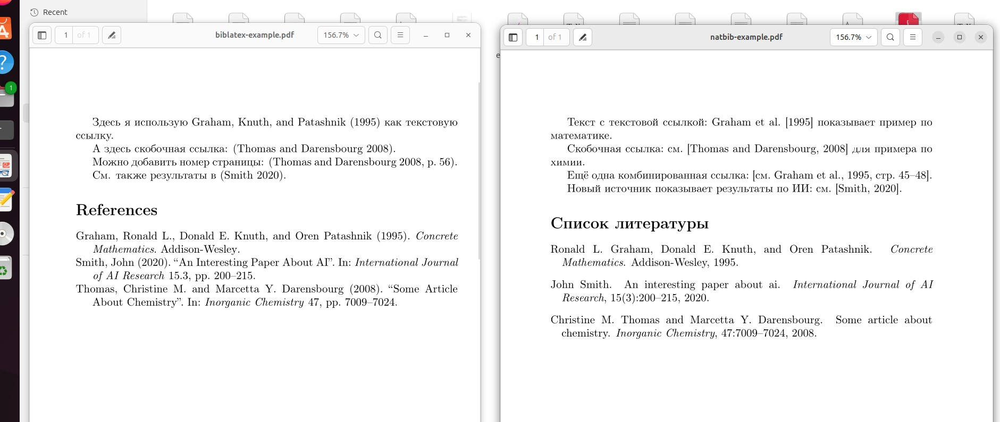 Recent
1
1 of 1
biblatex-example.pdf
156.7%
Здесь я использую Graham, Knuth, and Patashnik (1995) как текстовую
ссылку.
А здесь скобочная ссылка: (Thomas and Darensbourg 2008).
Можно добавить номер страницы: (Thomas and Darensbourg 2008, p. 56).
См. также результаты в (Smith 2020).
References
Graham, Ronald L., Donald E. Knuth, and Oren Patashnik (1995). Concrete
Mathematics. Addison-Wesley.
Smith, John (2020). “An Interesting Paper About AI”. In: International Journal
of AI Research 15.3, pp. 200–215.
Thomas, Christine M. and Marcetta Y. Darensbourg (2008). “Some Article
About Chemistry”. In: Inorganic Chemistry 47, pp. 7009–7024.
e
1 of 1
natbib-example.pdf
156.7%
Текст с текстовой ссылкой: Graham et al. [1995] показывает пример по
математике.
Скобочная ссылка: см. [Thomas and Darensbourg, 2008] для примера по
химии.
Ещё одна комбинированная ссылка: [см. Graham et al., 1995, стр. 45–48].
Новый источник показывает результаты по ИИ: см. [Smith, 2020].
Список литературы
Ronald L. Graham, Donald E. Knuth, and Oren Patashnik. Concrete
Mathematics. Addison-Wesley, 1995.
John Smith. An interesting paper about ai. International Journal of AI
Research, 15(3):200–215, 2020.
Christine M. Thomas and Marcetta Y. Darensbourg. Some article about
chemistry. Inorganic Chemistry, 47:7009–7024, 2008.